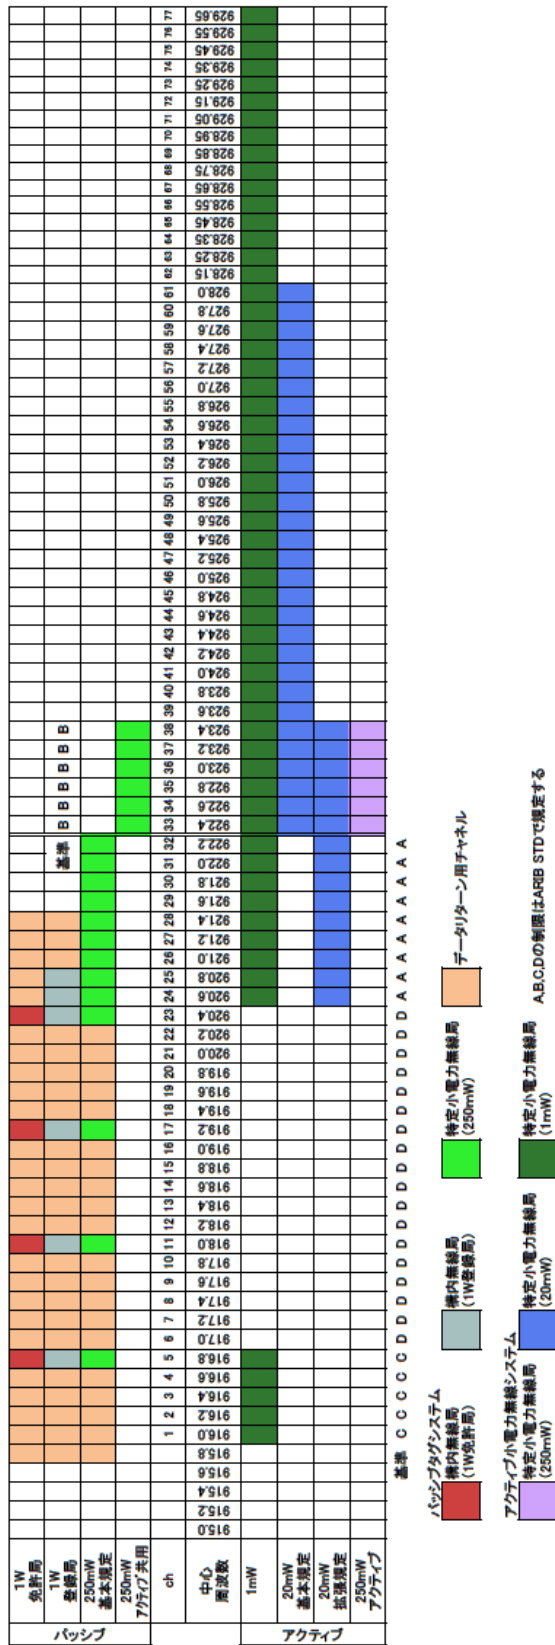 パッシブ
1W
免許局
1W
登録局
基準 B B B B B B
250mW
基本規定
250mW
アクティブ共用
ch 1 2 3 4 5 6 7 8 9 10 11 12 13 14 15 16 17 18 19 20 21 22 23 24 25 26 27 28 29 30 31 32 33 34 35 36 37 38 39 40 41 42 43 44 45 46 47 48 49 50 51 52 53 54 55 56 57 58 59 60 61 62 63 64 65 66 67 68 69 70 71 72 73 74 75 76 77
中心
周波数
915.0 915.2 915.4 915.6 915.8 916.0 916.2 916.4 916.6 916.8 917.0 917.2 917.4 917.6 917.8 918.0 918.2 918.4 918.6 918.8 919.0 919.2 919.4 919.6 919.8 920.0 920.2 920.4 920.6 920.8 921.0 921.2 921.4 921.6 921.8 922.0 922.2 922.4 922.6 922.8 923.0 923.2 923.4 923.6 923.8 924.0 924.2 924.4 924.6 924.8 925.0 925.2 925.4 925.6 925.8 926.0 926.2 926.4 926.6 926.8 927.0 927.2 927.4 927.6 927.8 928.0 928.15 928.25 928.35 928.45 928.55 928.65 928.75 928.85 928.95 929.05 929.15 929.25 929.35 929.45 929.55 929.65
アクティブ
1mW
20mW
基本規定
20mW
拡張規定
250mW
アクティブ
基準 C C C C C D D D D D D D D D D D D D D D D D D A A A A A A A A A
パッシブタグシステム
構内無線局
(1W免許局)
構内無線局
(1W登録局)
特定小電力無線局
(250mW)
データリターン用チャネル
アクティブ小電力無線システム
特定小電力無線局
(250mW)
特定小電力無線局
(20mW)
特定小電力無線局
(1mW)
A,B,C,Dの制限はARIB STDで規定する